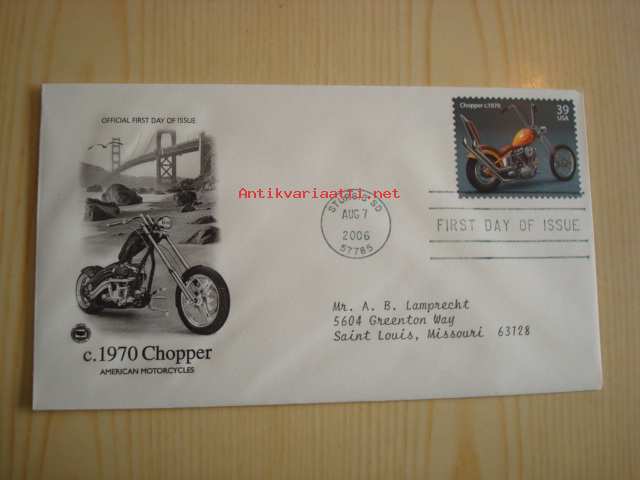 OFFICIAL FIRST DAY OF ISSUE
Chopper c.1970
39
USA
Antikvariaatti.net
STURGIS SD
AUG 7
2006
57785
FIRST DAY OF ISSUE
Mr. A. B. Lamprecht
5604 Greenton Way
Saint Louis, Missouri 63128
c.1970 Chopper
AMERICAN MOTORCYCLES